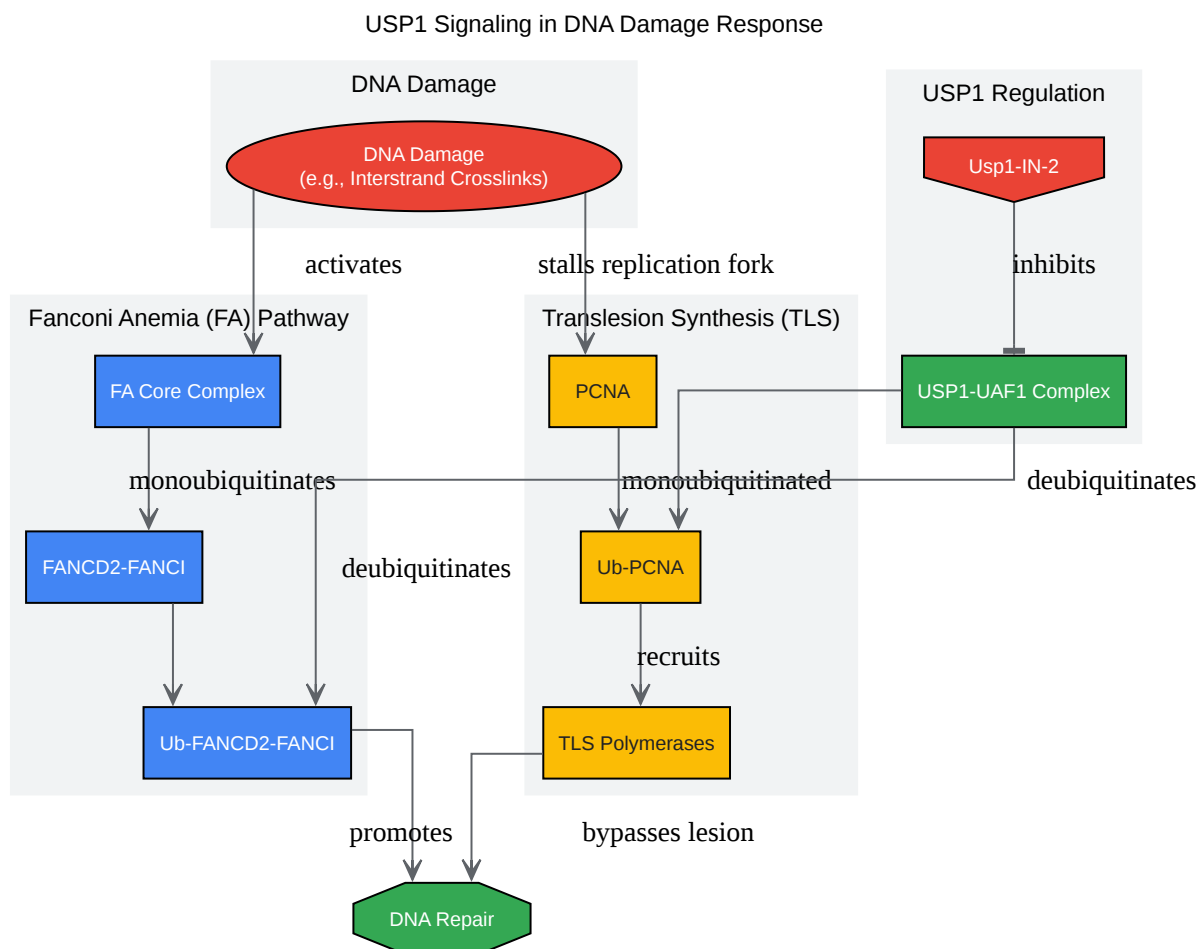 USP1 Signaling in DNA Damage Response
DNA Damage
USP1 Regulation
DNA Damage
(e.g., Interstrand Crosslinks)
Usp1-IN-2
activates
stalls replication fork
inhibits
Fanconi Anemia (FA) Pathway
Translesion Synthesis (TLS)
FA Core Complex
PCNA
USP1-UAF1 Complex
monoubiquitinates
monoubiquitinated
deubiquitinates
FANCD2-FANCI
deubiquitinates
Ub-PCNA
recruits
Ub-FANCD2-FANCI
TLS Polymerases
promotes
bypasses lesion
DNA Repair